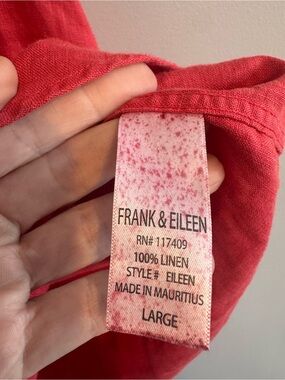 FRANK & EILEEN
RN# 117409
100% LINEN
STYLE# EILEEN
MADE IN MAURITIUS
LARGE